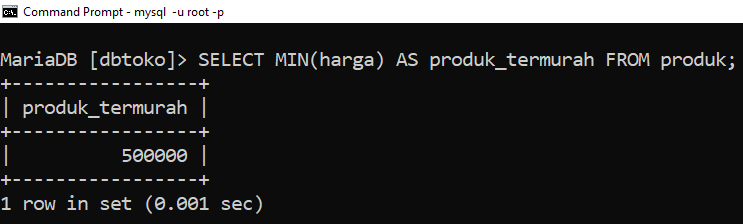 Command Prompt - mysql  -u root -p
MariaDB [dbtoko]> SELECT MIN(harga) AS produk_termurah FROM produk;
+-----------------+
| produk_termurah |
+-----------------+
|          500000 |
+-----------------+
1 row in set (0.001 sec)